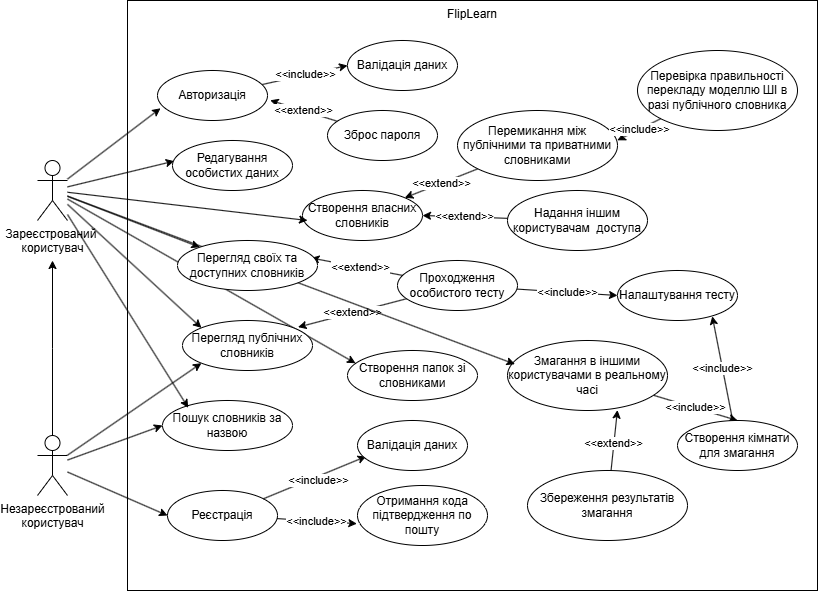 FlipLearn
Авторизація
<<include>>
Валідація даних
<<extend>>
Зброс пароля
Перевірка правильності
перекладу моделлю ШІ в
разі публічного словника
<<include>>
Перемикання між
публічними та приватними
словниками
Редагування
особистих даних
<<extend>>
Створення власних
словників
<<extend>>
Надання іншим
користувачам доступа
Зареєстрований
користувач
Перегляд своїх та
доступних словників
<<extend>>
Проходження
особистого тесту
<<include>>
Налаштування тесту
<<extend>>
Перегляд публічних
словників
Створення папок зі
словниками
Змагання в іншими
користувачами в реальному
часі
<<include>>
<<include>>
Створення кімнати
для змагання
Пошук словників за
назвою
<<extend>>
Збереження результатів
змагання
Незареєстрований
користувач
Реєстрація
<<include>>
Валідація даних
<<include>>
Отримання кода
підтвердження по
пошту